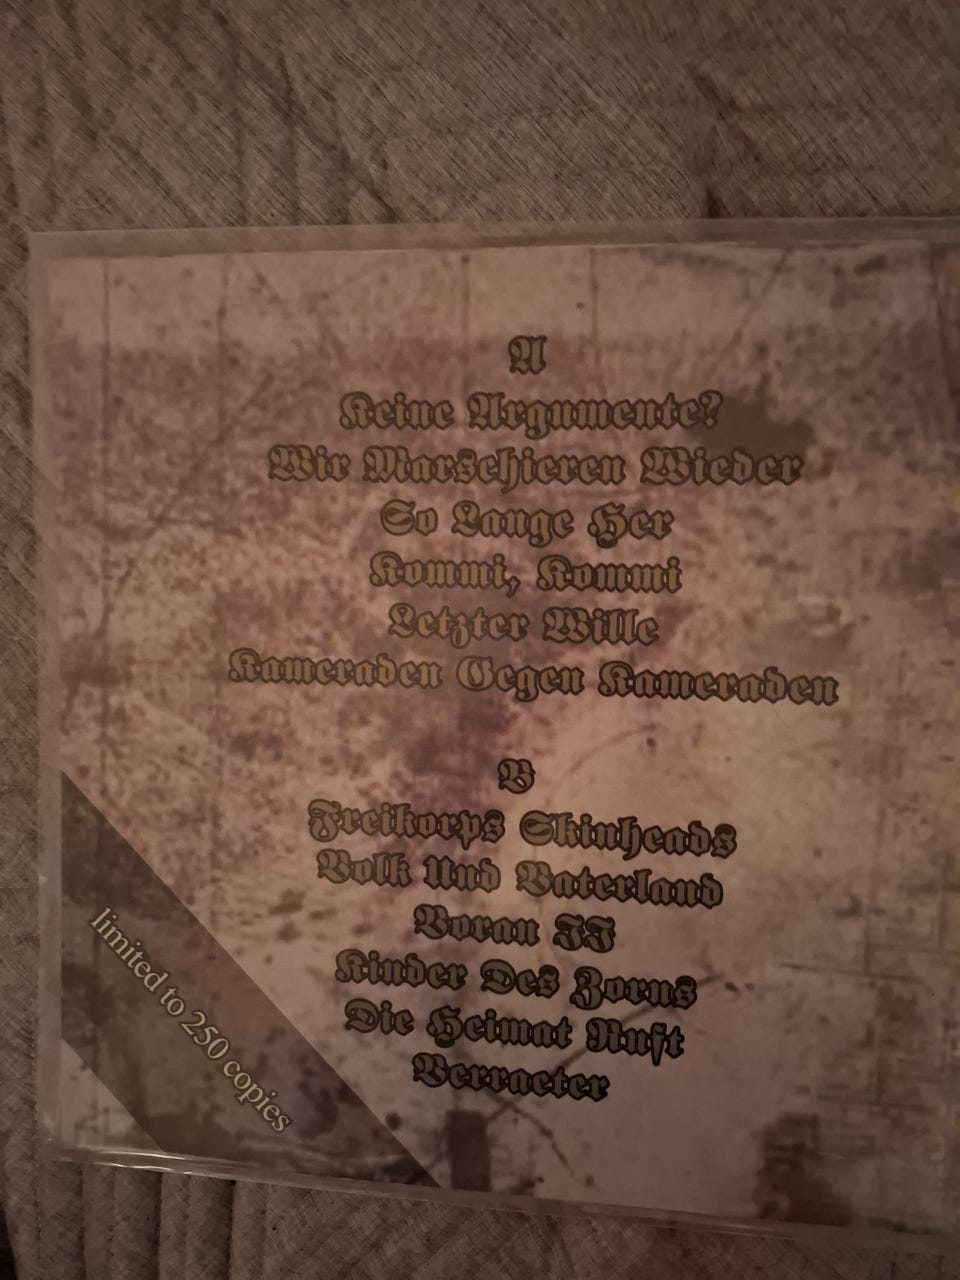 A
Keine Argumente?
Wir Marschieren Wieder
So Lange Her
Kommi, Kommi
Letzter Wille
Kameraden Gegen Kameraden
B
Freikorps Skinheads
Volk Und Vaterland
Voran II
Kinder Des Zorns
Die Heimat Ruft
Verraeter
limited to 250 copies